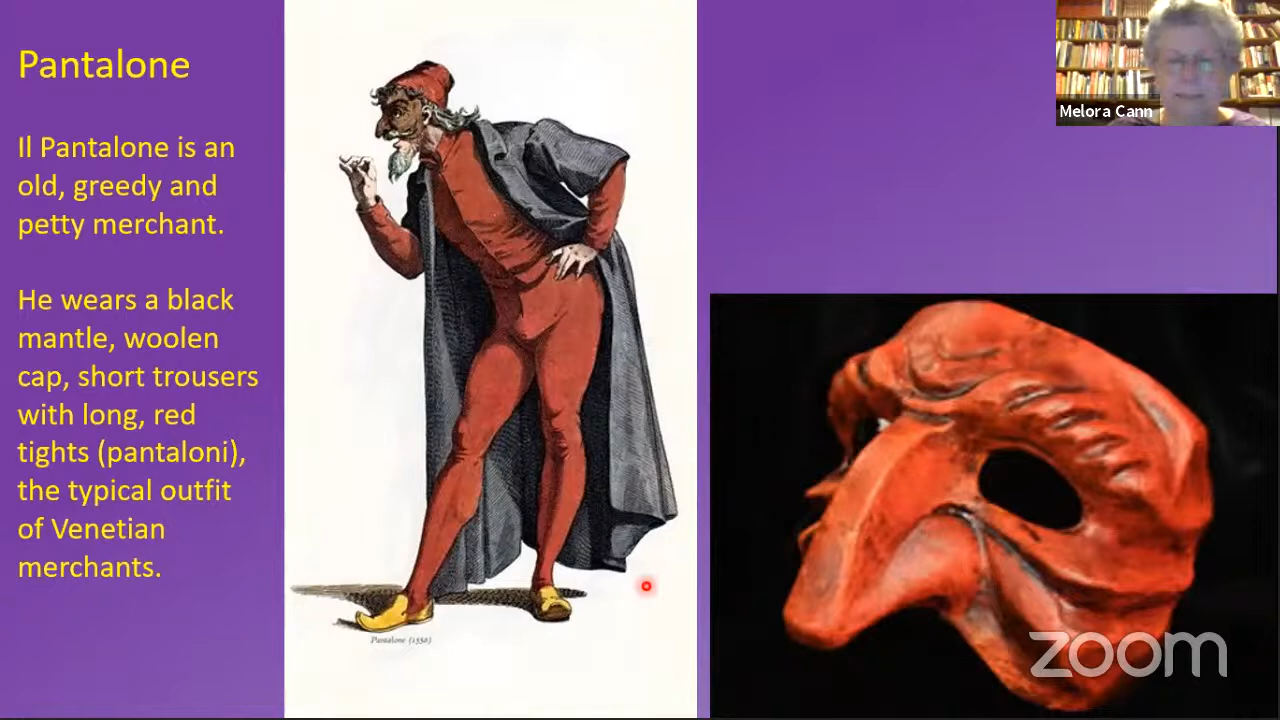 Pantalone
Il Pantalone is an
old, greedy and
petty merchant.
He wears a black
mantle, woolen
cap, short trousers
with long, red
tights (pantaloni),
the typical outfit
of Venetian
merchants.
Pantalone (1550)
Melora Cann
zoom